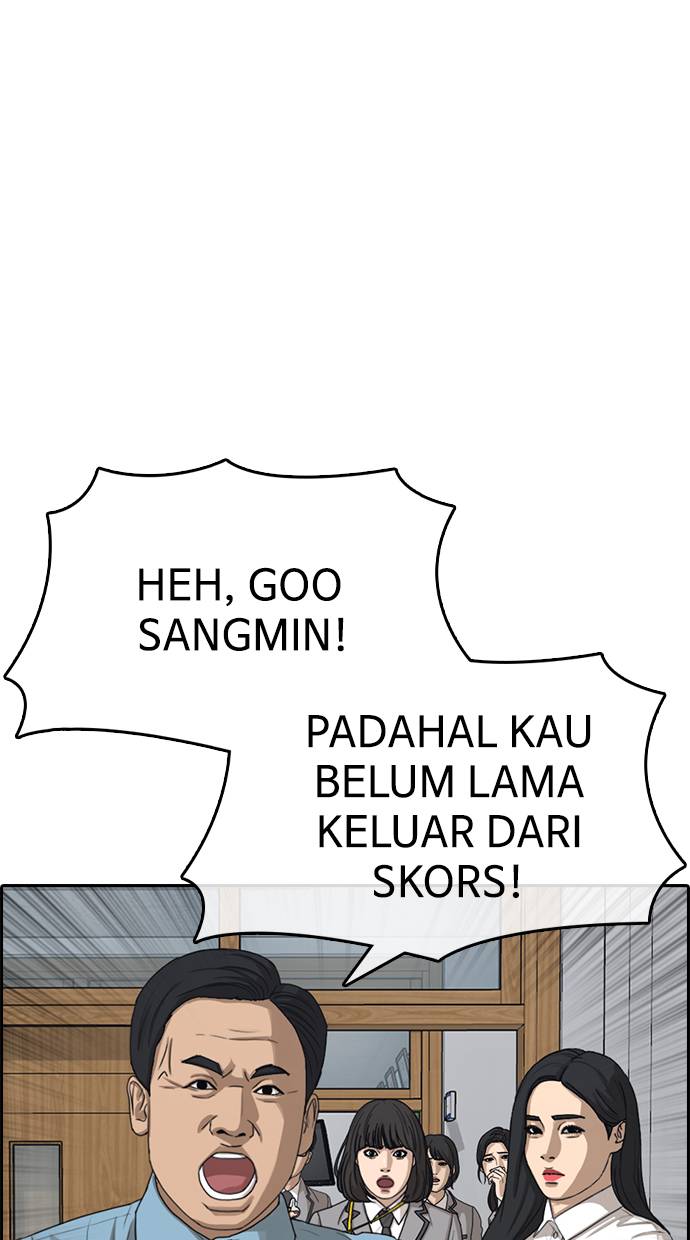 HEH, GOO
SANGMIN!
PADAHAL KAU
BELUM LAMA
KELUAR DARI
SKORS!